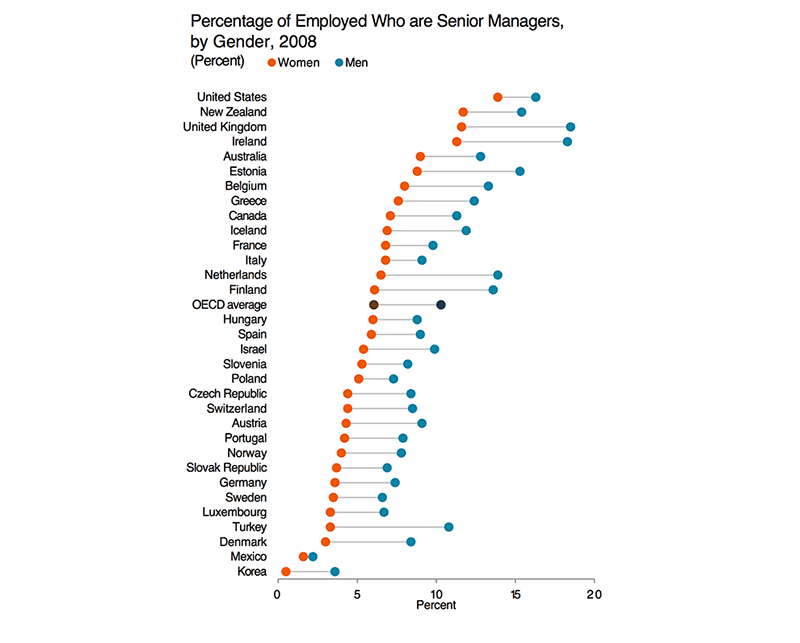 Percentage of Employed Who are Senior Managers,
by Gender, 2008
(Percent) Women Men
United States
New Zealand
United Kingdom
Ireland
Australia
Estonia
Belgium
Greece
Canada
Iceland
France
Italy
Netherlands
Finland
OECD average
Hungary
Spain
Israel
Slovenia
Poland
Czech Republic
Switzerland
Austria
Portugal
Norway
Slovak Republic
Germany
Sweden
Luxembourg
Turkey
Denmark
Mexico
Korea
0 5 10 15 20
Percent